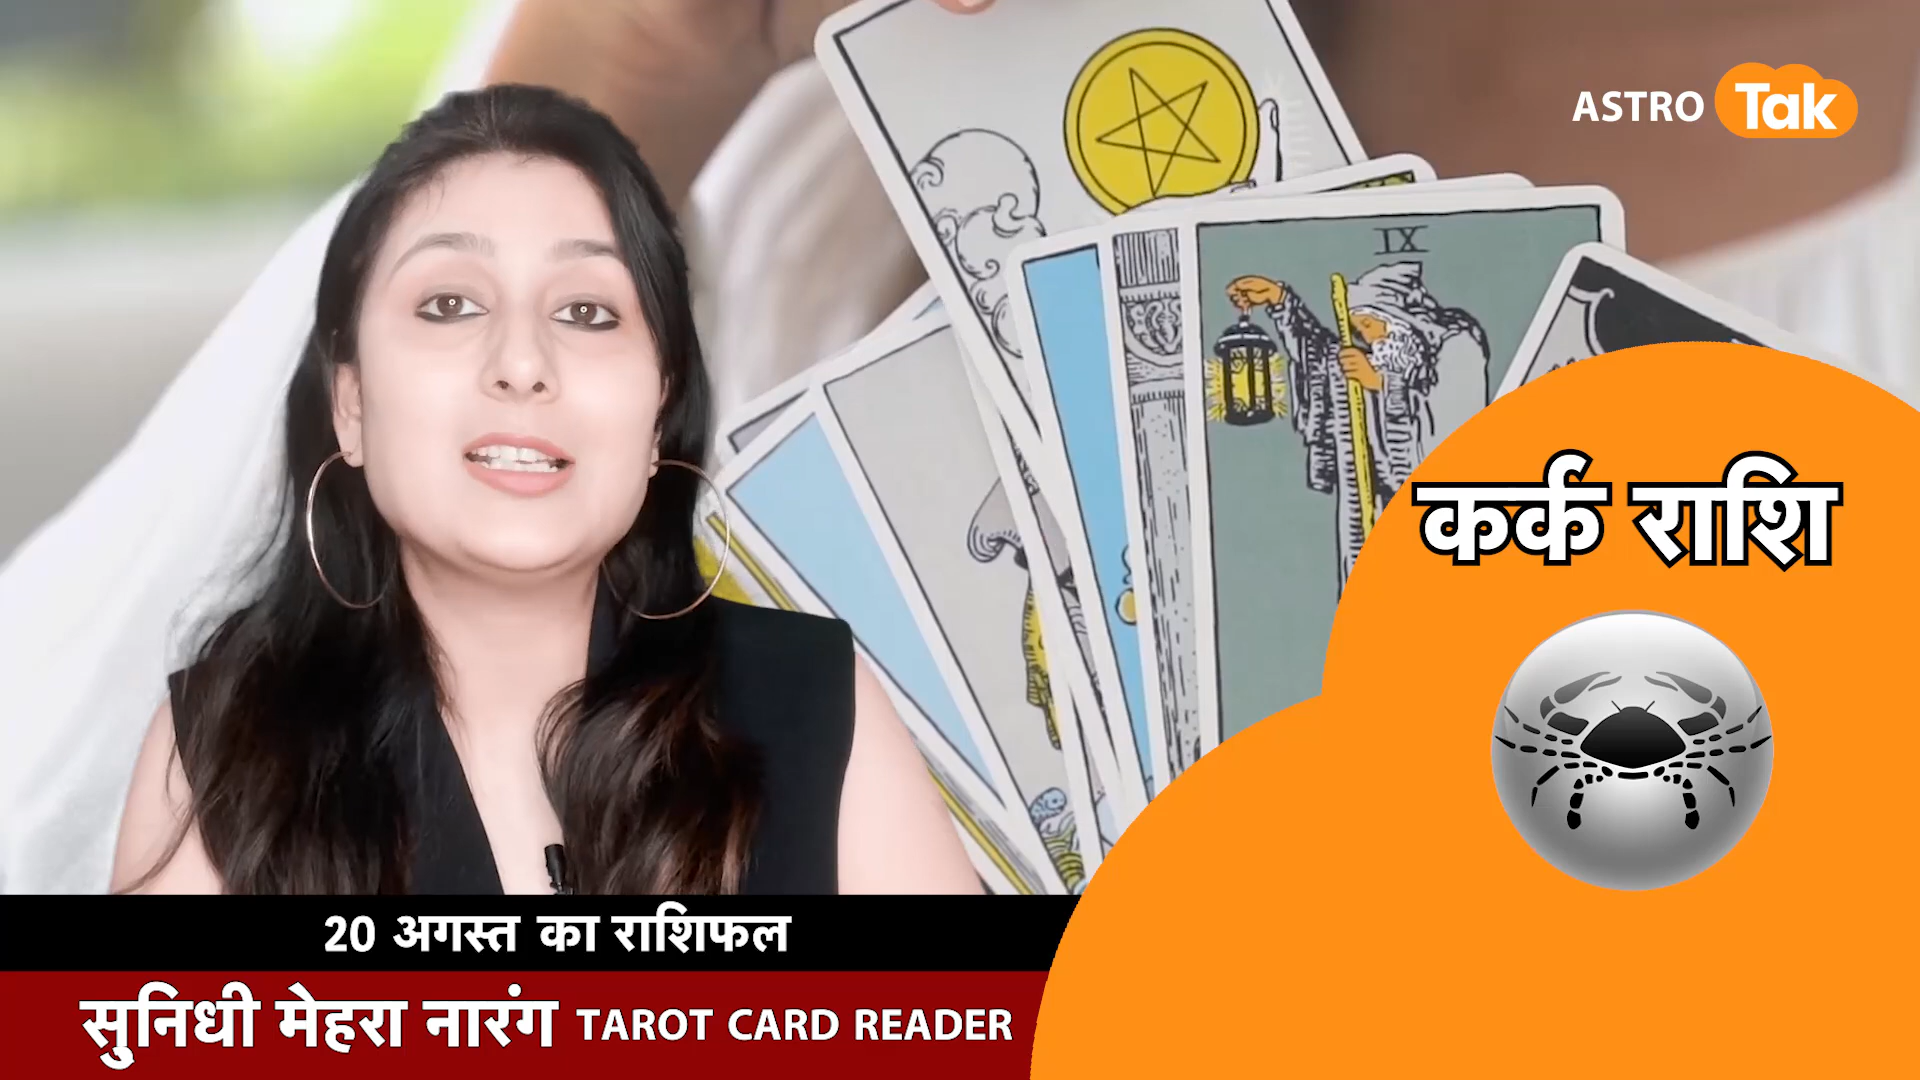 ASTRO Tak
IX
कर्क राशि
20 अगस्त का राशिफल
सुनिधी मेहरा नारंग TAROT CARD READER